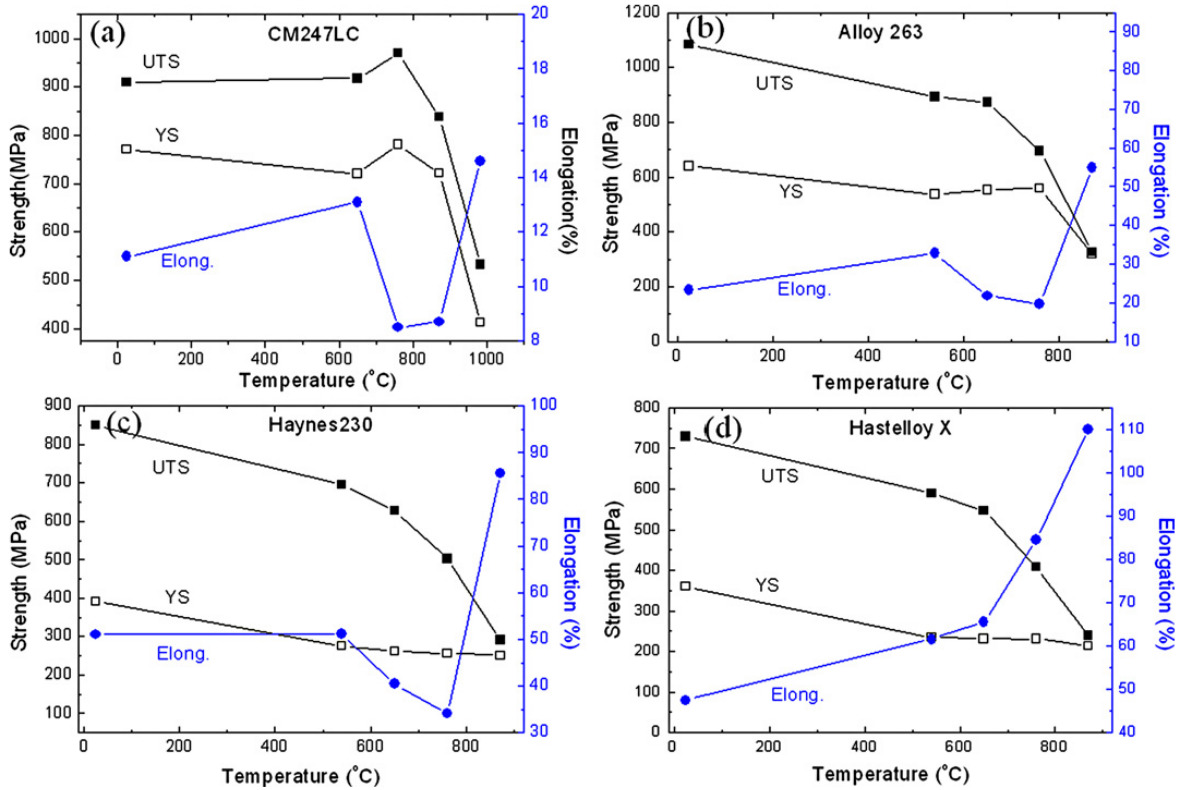 (a)
CM247LC
UTS
YS
Elong.
Strength(MPa)
1000
900
800
700
600
500
400
0
200
400
600
800
1000
Temperature (°C)
20
18
16
14
12
10
8
Elongation(%)
(b)
Alloy 263
UTS
YS
Elong.
Strength (MPa)
1200
1000
800
600
400
200
0
0
200
400
600
800
Temperature (°C)
90
80
70
60
50
40
30
20
10
Elongation (%)
(c)
Haynes230
UTS
YS
Elong.
Strength (MPa)
900
800
700
600
500
400
300
200
100
0
200
400
600
800
Temperature (°C)
100
90
80
70
60
50
40
30
Elongation (%)
(d)
Hastelloy X
UTS
YS
Elong.
Strength (MPa)
800
700
600
500
400
300
200
100
0
0
200
400
600
800
Temperature (°C)
110
100
90
80
70
60
50
40
Elongation (%)